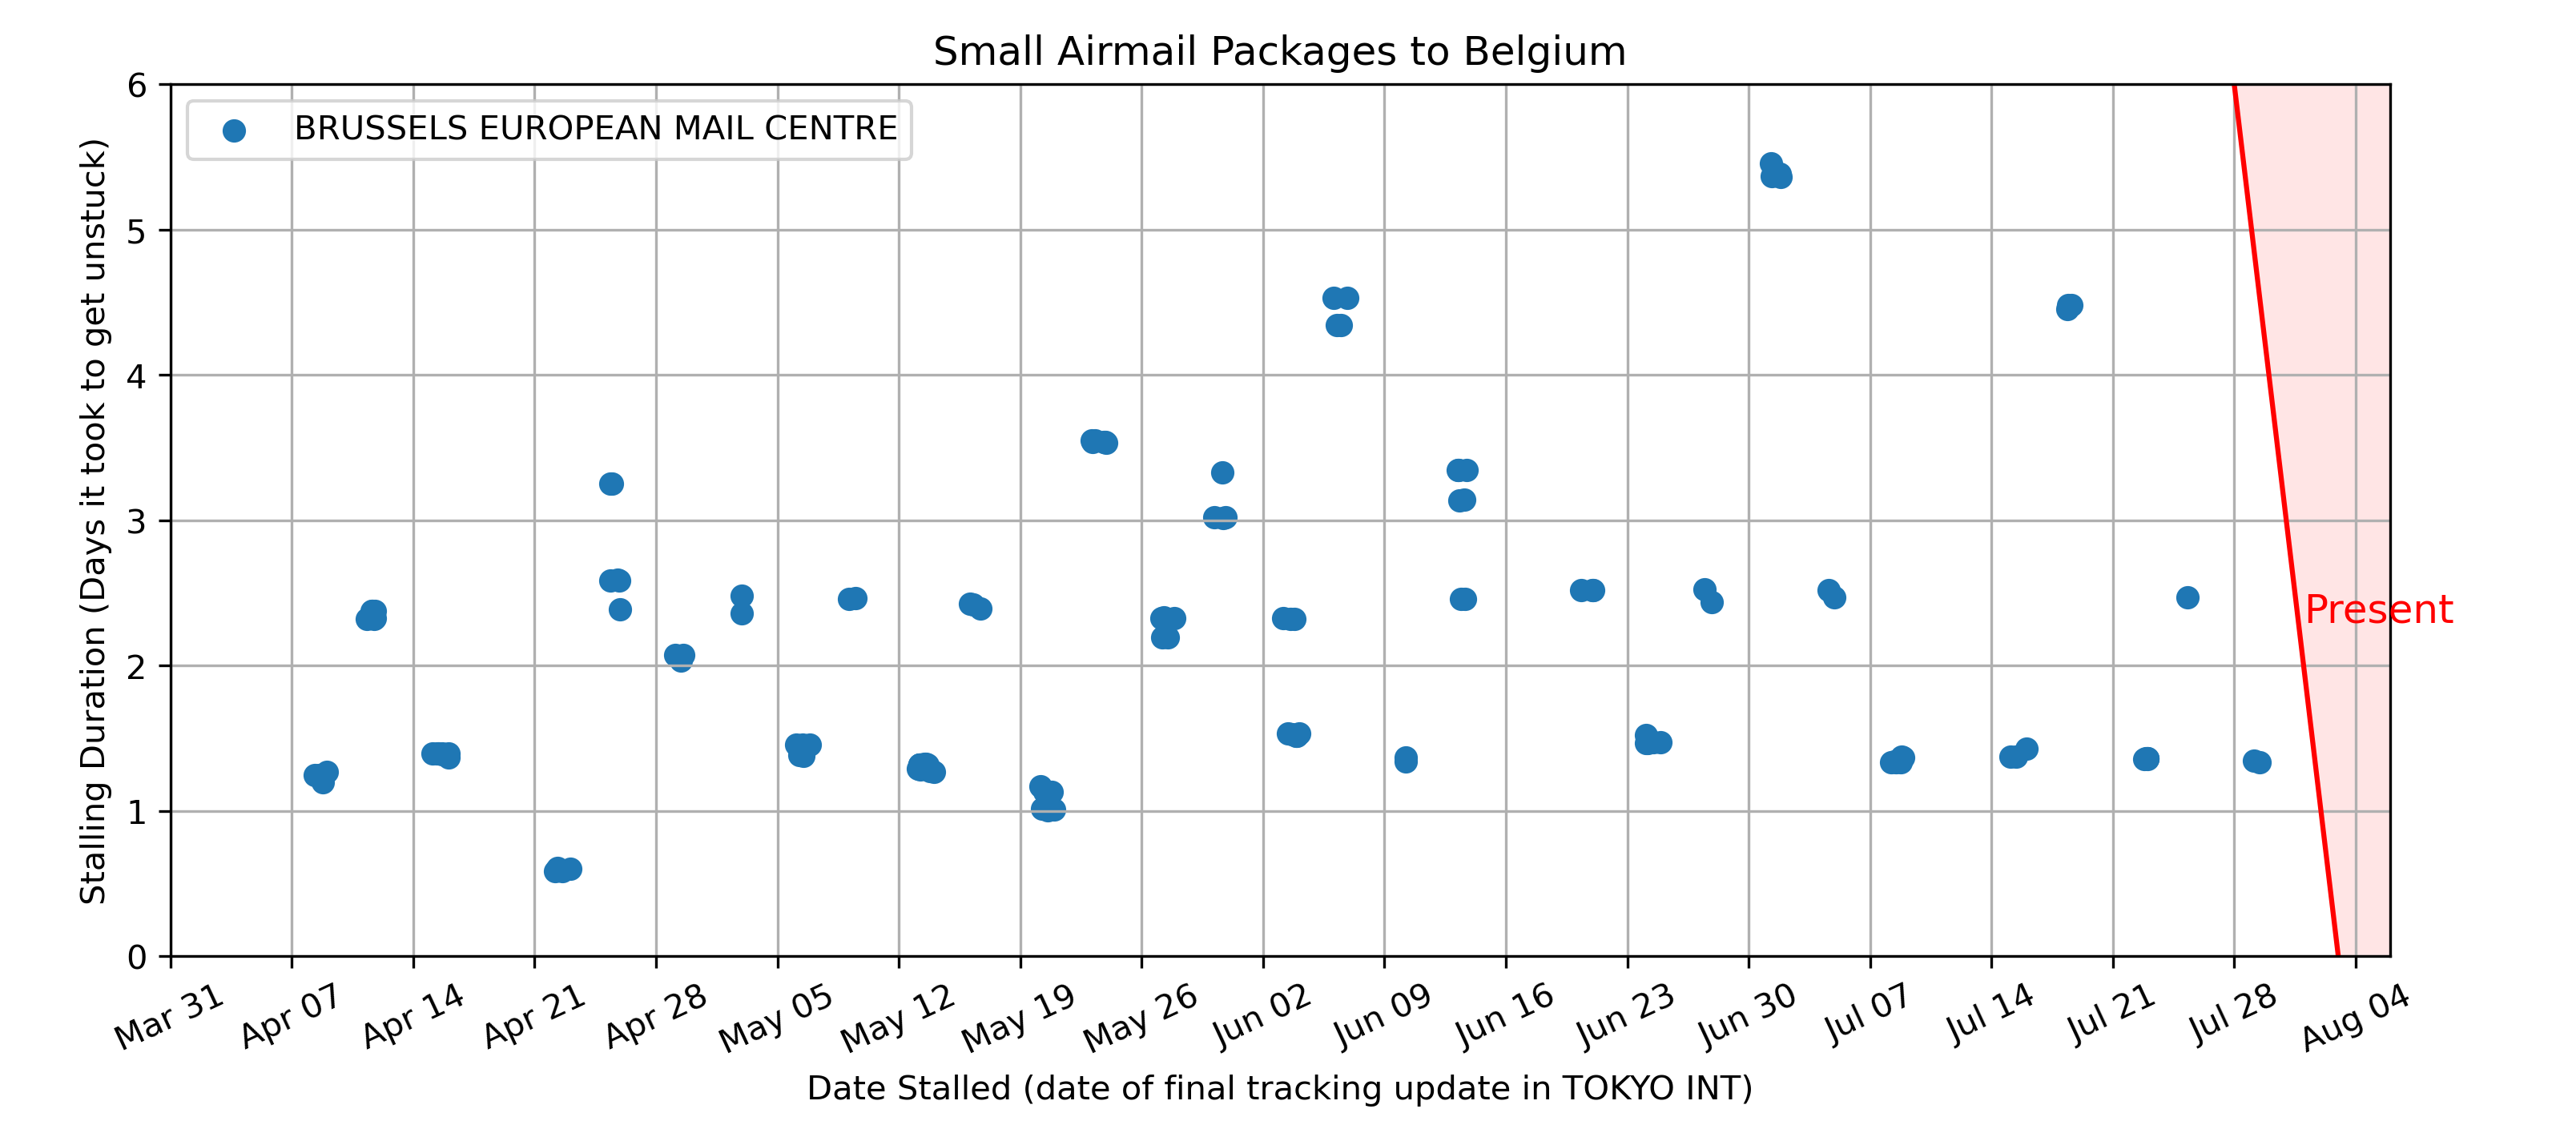 Small Airmail Packages to Belgium
BRUSSELS EUROPEAN MAIL CENTRE
Stalling Duration (Days it took to get unstuck)
6
5
4
3
2
1
0
Present
Mar 31
Apr 07
Apr 14
Apr 21
Apr 28
May 05
May 12
May 19
May 26
Jun 02
Jun 09
Jun 16
Jun 23
Jun 30
Jul 07
Jul 14
Jul 21
Jul 28
Aug 04
Date Stalled (date of final tracking update in TOKYO INT)